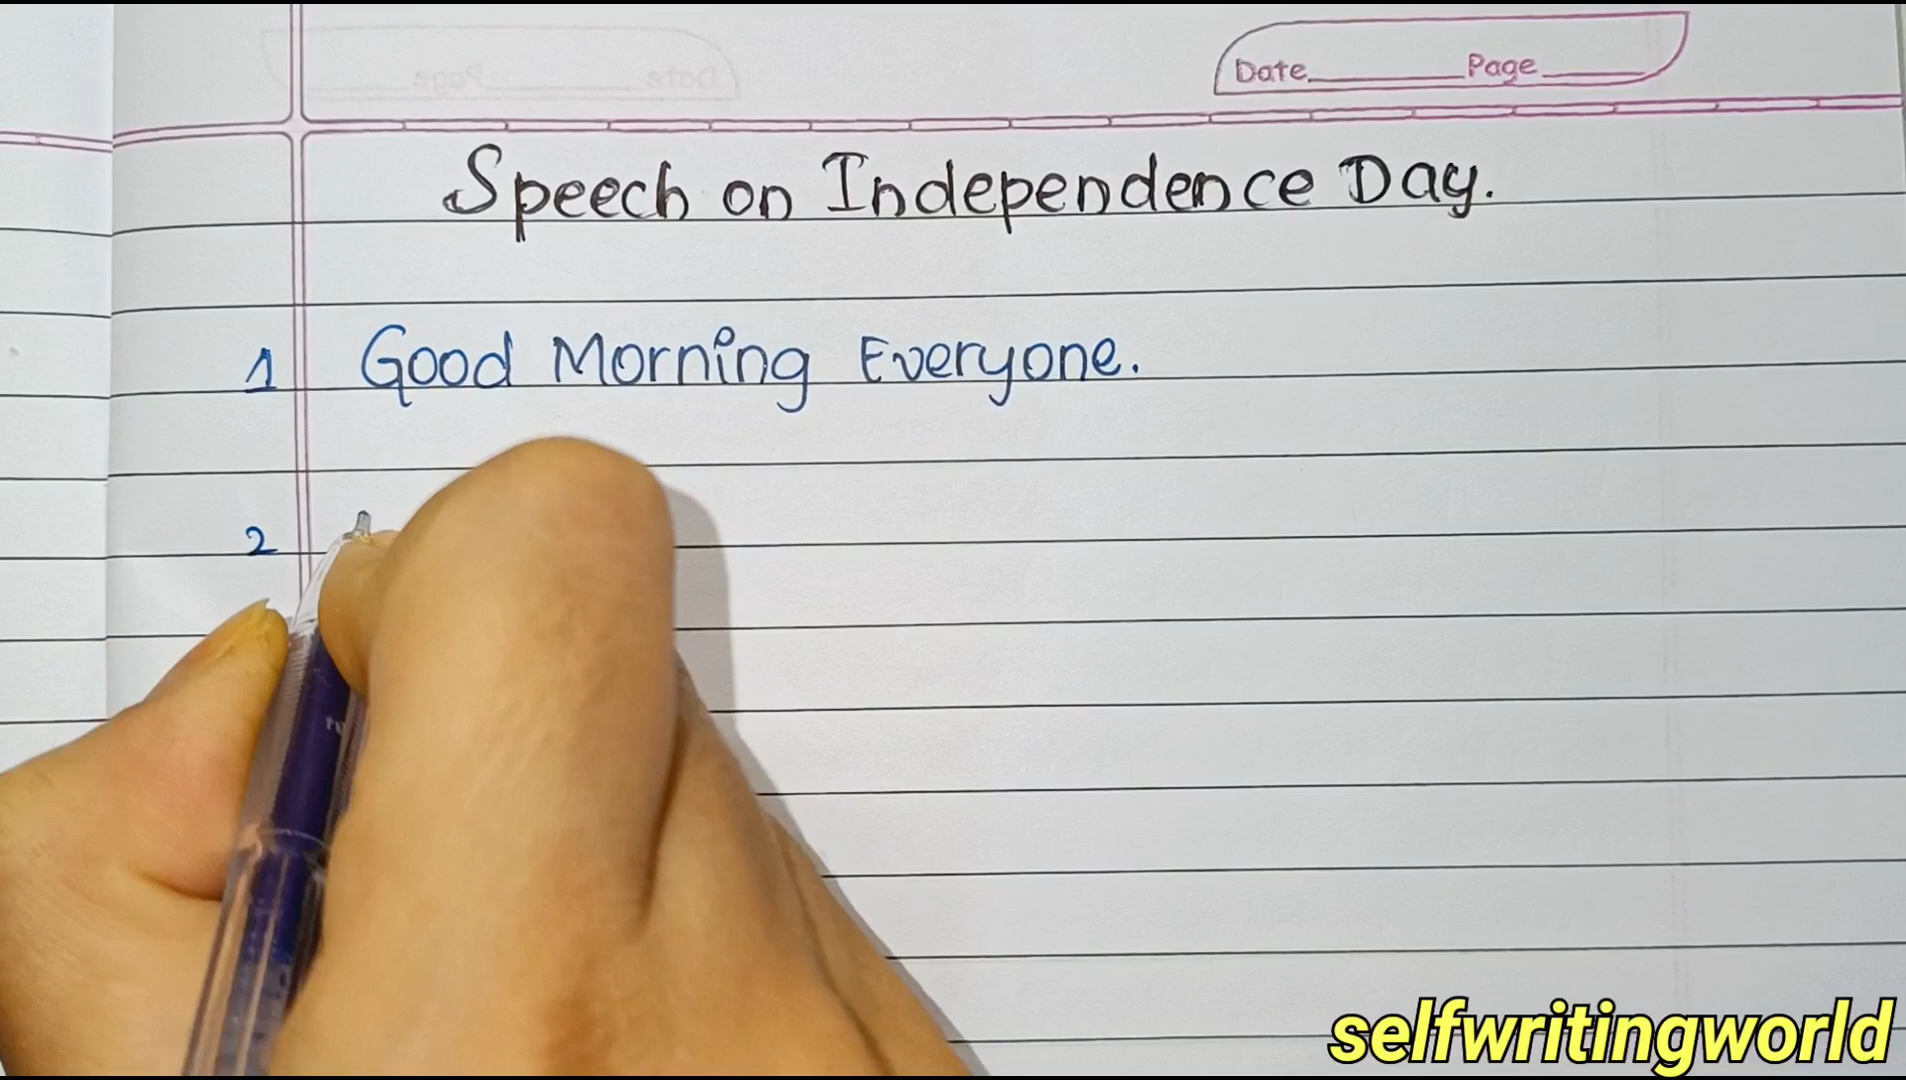 Date Page
Speech on Independence Day.
1 Good Morning Everyone.
2
selfwritingworld